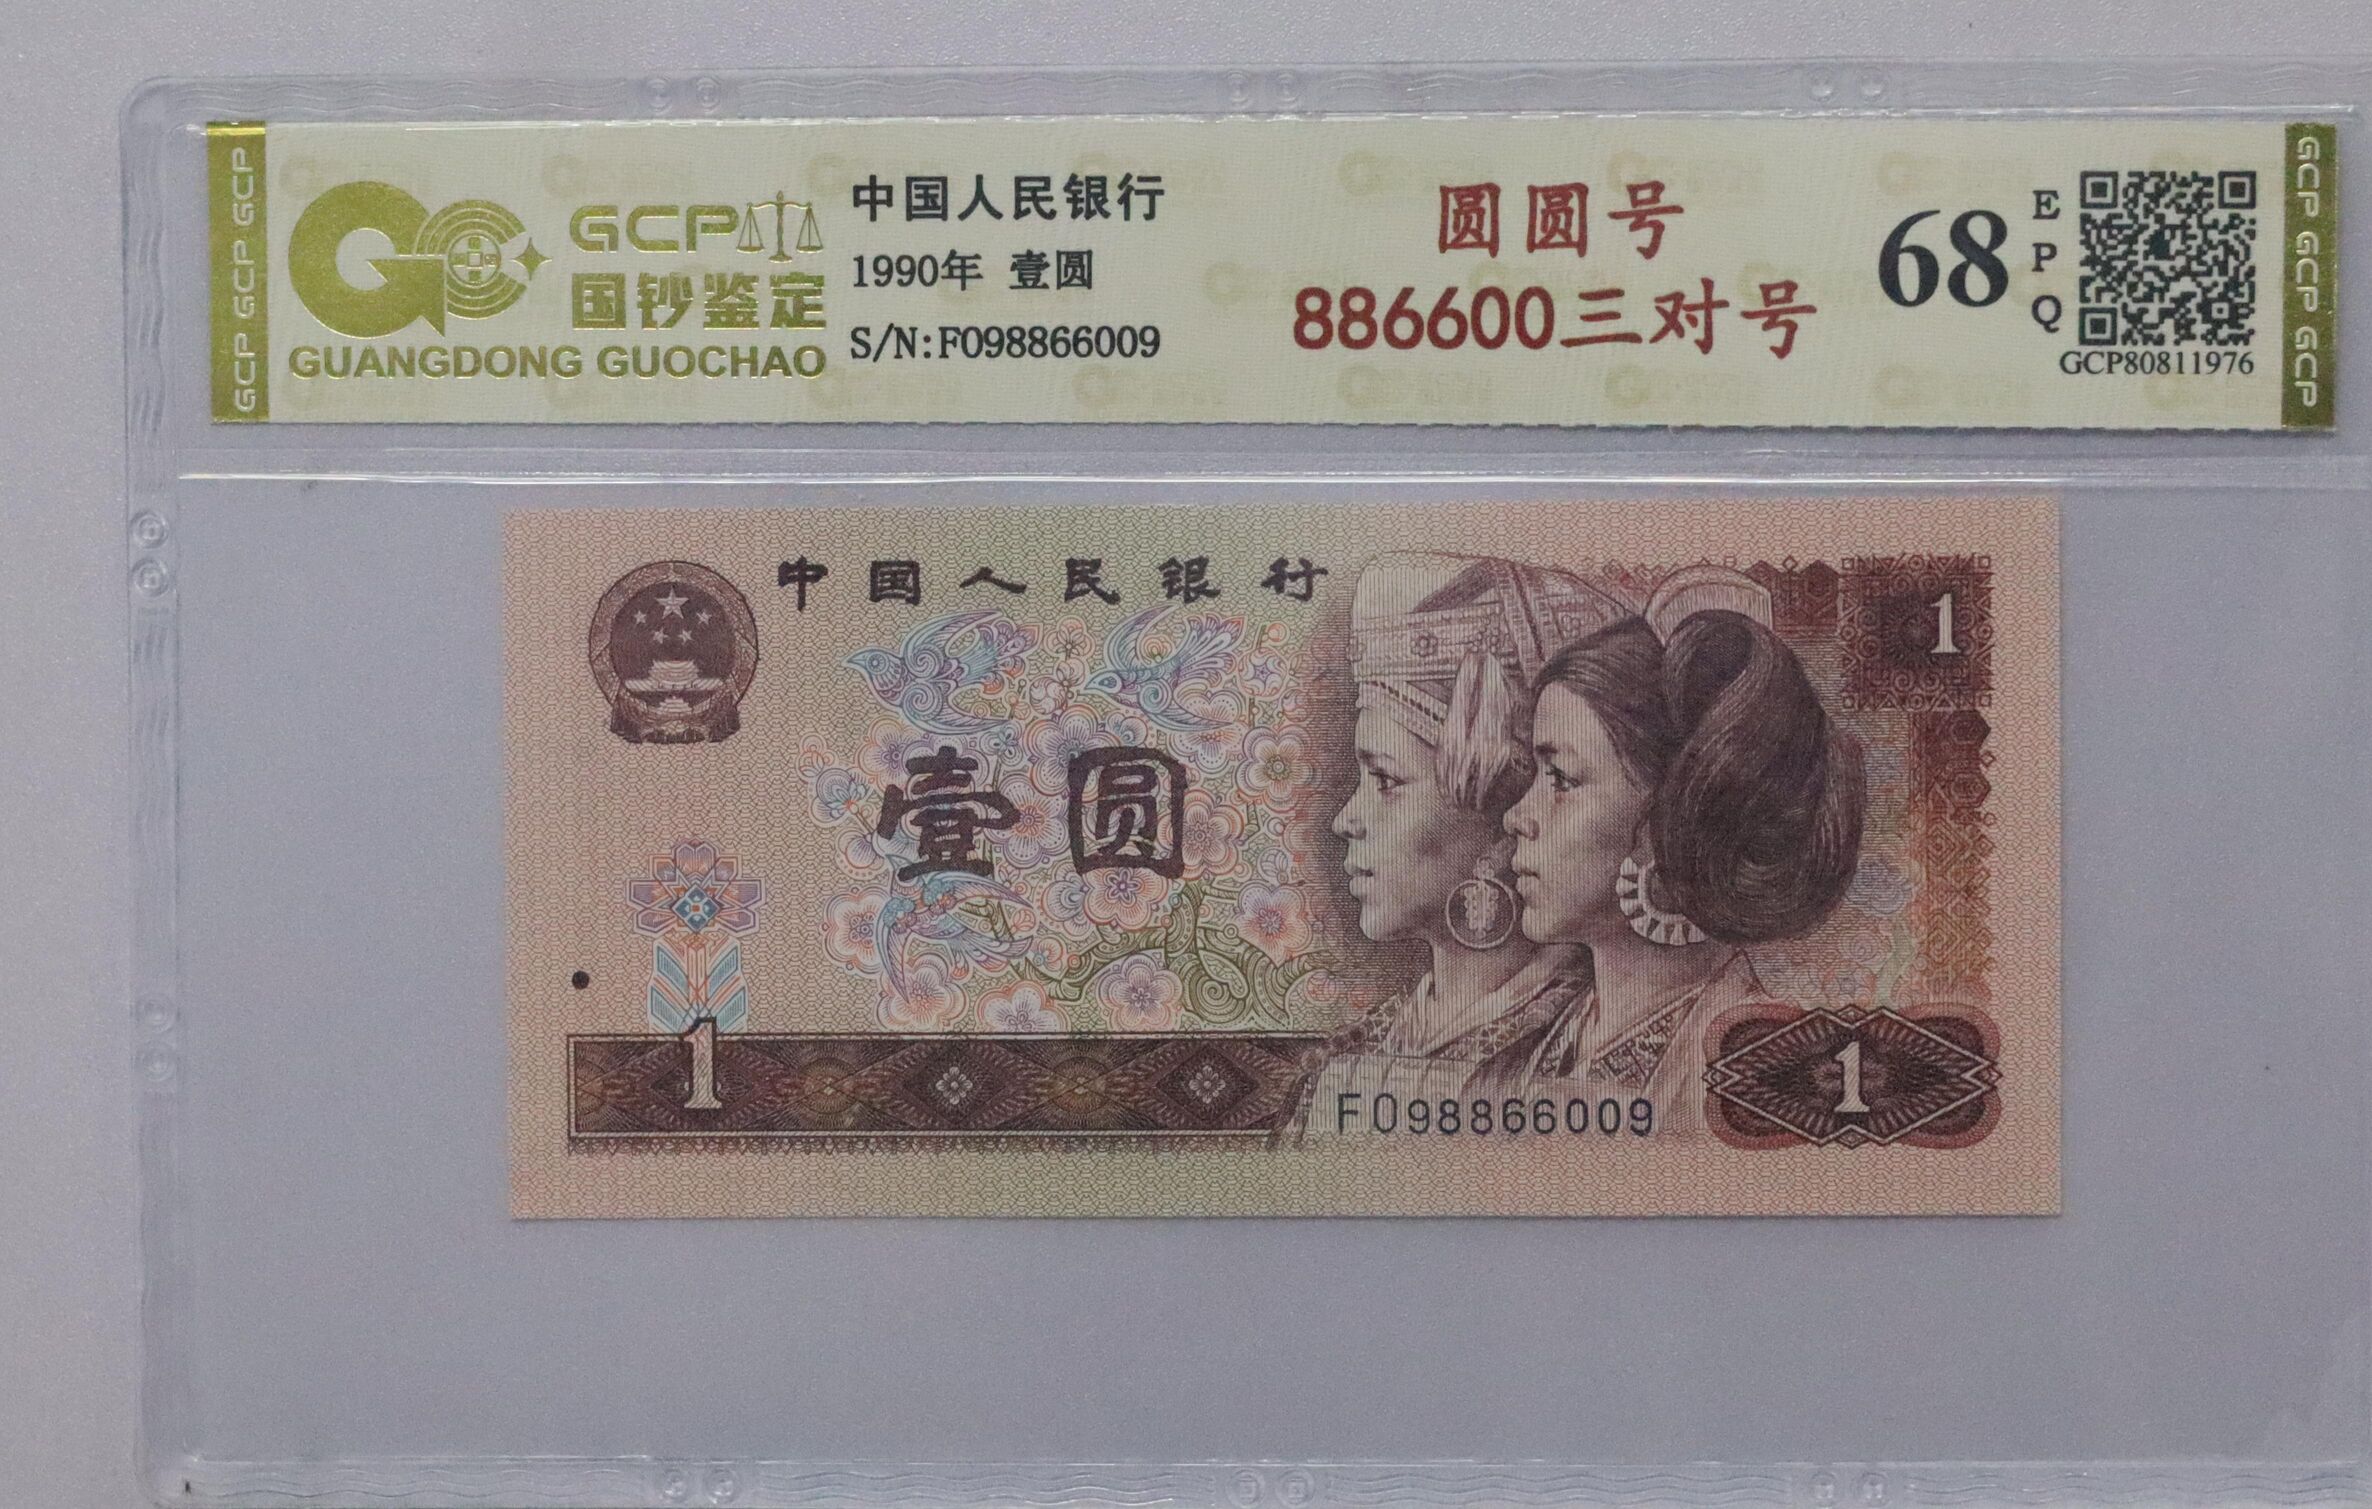 GCP GCP GCP
GCP
国钞鉴定
GUANGDONG GUOCHAO
中国人民银行
1990年 壹圆
S/N:F098866009
圆圆号
886600三对号
68
E
P
Q
GCP80811976
GCP GCP GCP
中国人民银行
1
壹圆
1
1
F098866009